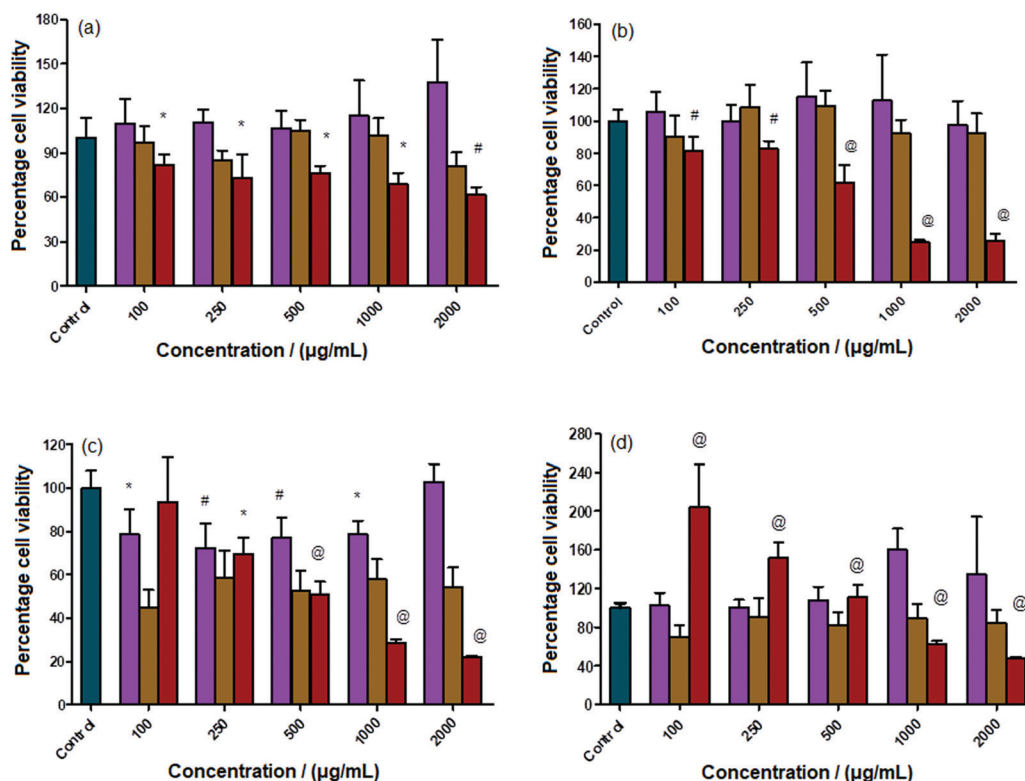 (a)
Percentage cell viability
180
150
120
90
60
30
0
* * * * #
Control 100 250 500 1000 2000
Concentration / (µg/mL)
(b)
Percentage cell viability
160
140
120
100
80
60
40
20
0
# # @ @ @
Control 100 250 500 1000 2000
Concentration / (µg/mL)
(c)
Percentage cell viability
120
100
80
60
40
20
0
* # * # @ * @ @
Control 100 250 500 1000 2000
Concentration / (µg/mL)
(d)
Percentage cell viability
280
240
200
160
120
80
40
0
@ @ @ @ @
Control 100 250 500 1000 2000
Concentration / (µg/mL)